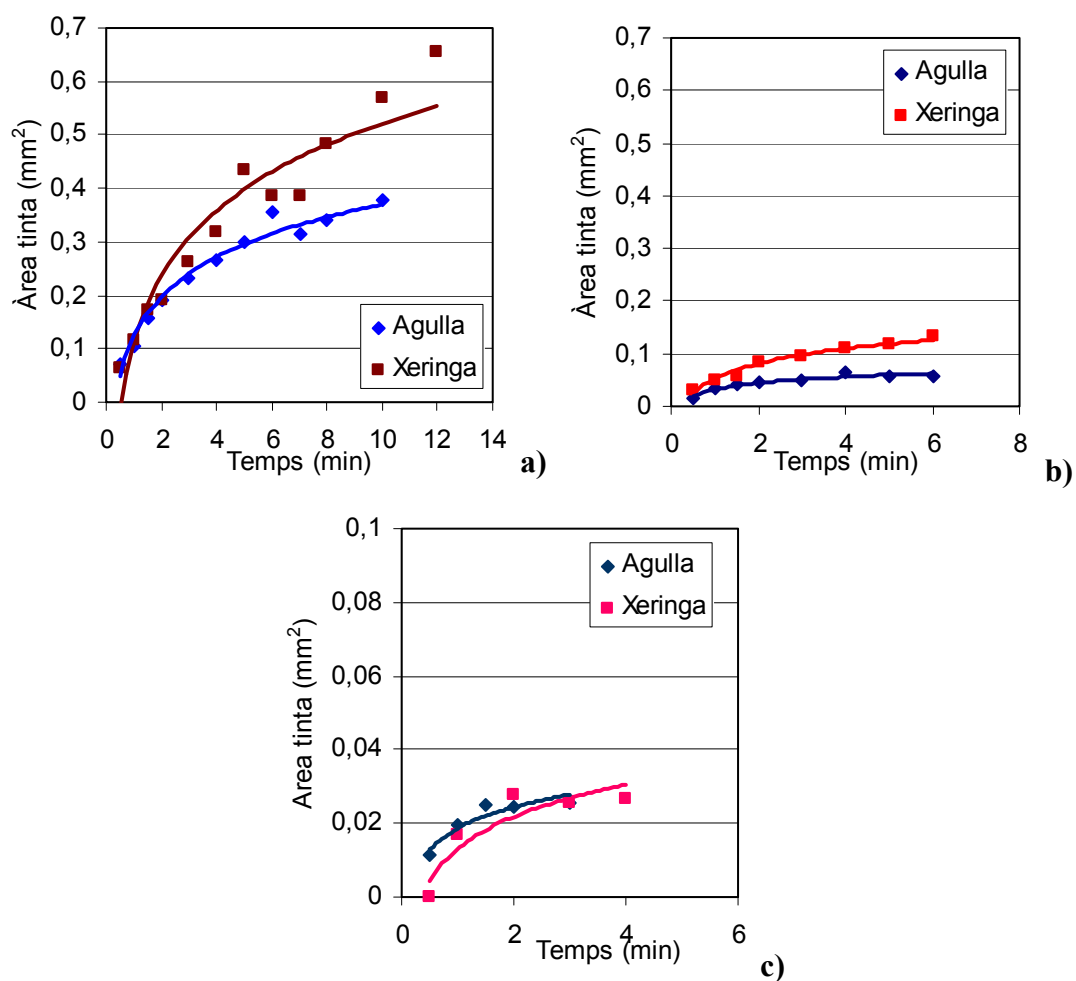 0,7
0,6
0,5
0,4
0,3
0,2
0,1
0
Àrea tinta (mm²)
0 2 4 6 8 10 12 14
Temps (min)
Agulla
Xeringa
a)
0,7
0,6
0,5
0,4
0,3
0,2
0,1
0
Àrea tinta (mm²)
0 2 4 6 8
Temps (min)
Agulla
Xeringa
b)
0,1
0,08
0,06
0,04
0,02
0
Area tinta (mm²)
0 2 4 6
Temps (min)
Agulla
Xeringa
c)